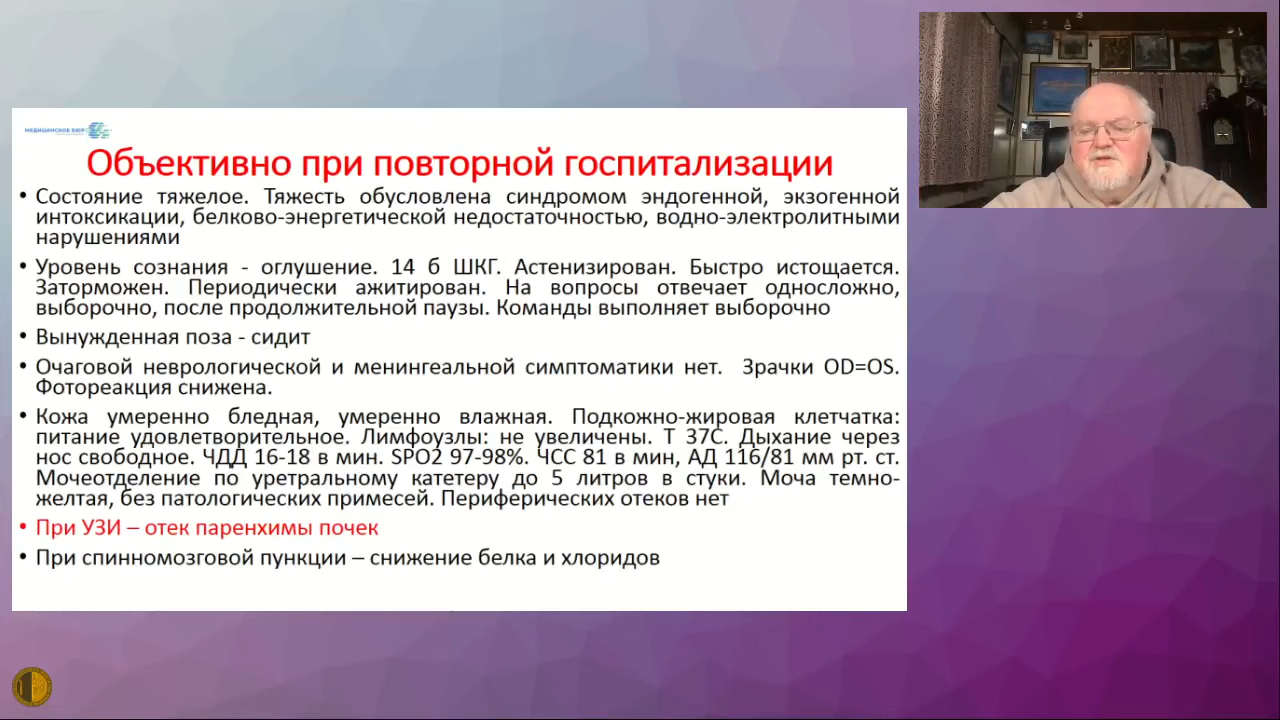 МЕДИЦИНСКОЕ БЮРО
Объективно при повторной госпитализации
• Состояние тяжелое. Тяжесть обусловлена синдромом эндогенной, экзогенной
интоксикации, белково-энергетической недостаточностью, водно-электролитными
нарушениями
• Уровень сознания - оглушение. 14 б ШКГ. Астенизирован. Быстро истощается.
Заторможен. Периодически ажитирован. На вопросы отвечает односложно,
выборочно, после продолжительной паузы. Команды выполняет выборочно
• Вынужденная поза - сидит
• Очаговой неврологической и менингеальной симптоматики нет. Зрачки OD=OS.
Фотореакция снижена.
• Кожа умеренно бледная, умеренно влажная. Подкожно-жировая клетчатка:
питание удовлетворительное. Лимфоузлы: не увеличены. Т 37С. Дыхание через
нос свободное. ЧДД 16-18 в мин. SPO2 97-98%. ЧСС 81 в мин, АД 116/81 мм рт. ст.
Мочеотделение по уретральному катетеру до 5 литров в стуки. Моча темно-
желтая, без патологических примесей. Периферических отеков нет
• При УЗИ – отек паренхимы почек
• При спинномозговой пункции – снижение белка и хлоридов